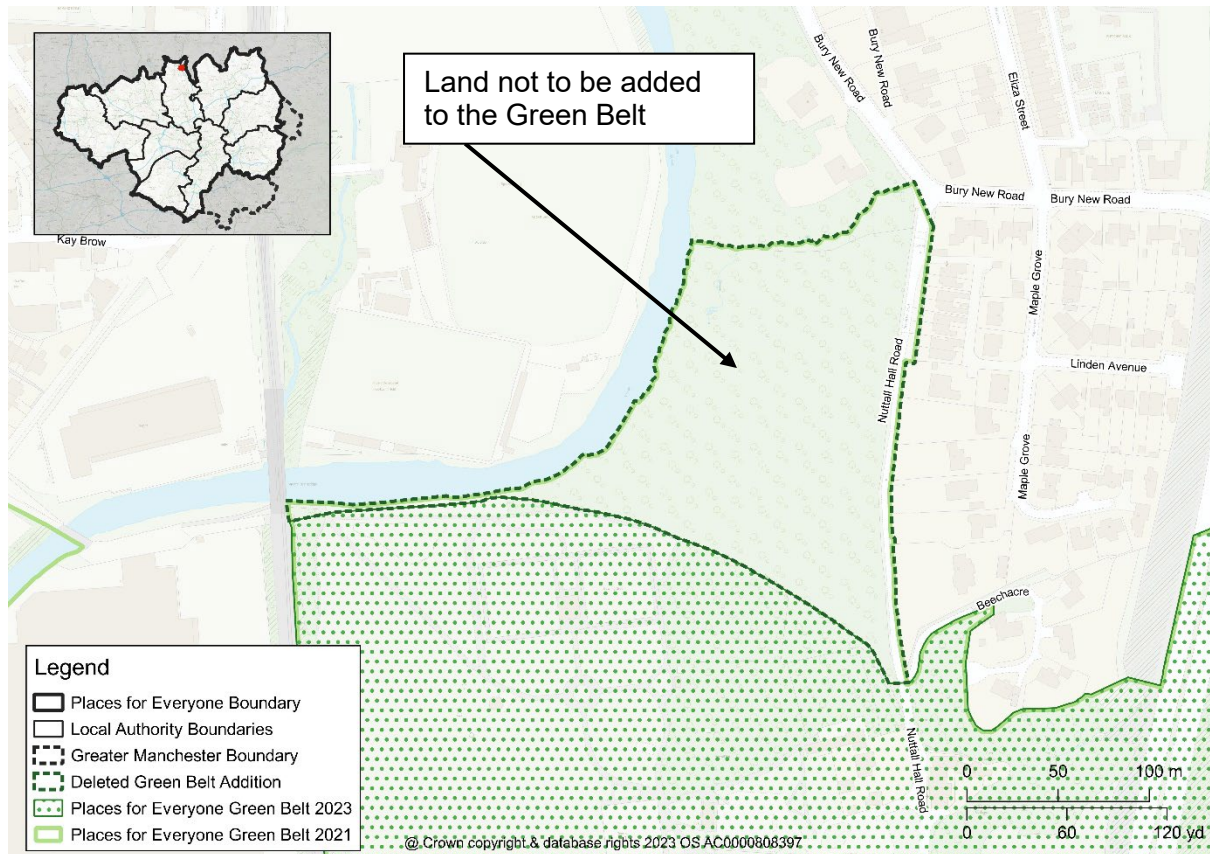 Land not to be added
to the Green Belt
Bury New Road
Bury New Road
Eliza Street
Bury New Road
Bury New Road
Kay Brow
Maple Grove
Linden Avenue
Nuttall Hall Road
Maple Grove
Beechacre
Nuttall Hall Road
Legend
Places for Everyone Boundary
Local Authority Boundaries
Greater Manchester Boundary
Deleted Green Belt Addition
Places for Everyone Green Belt 2023
Places for Everyone Green Belt 2021
0 50 100 m
0 60 120 yd
@ Crown copyright & database rights 2023 OS AC0000808397